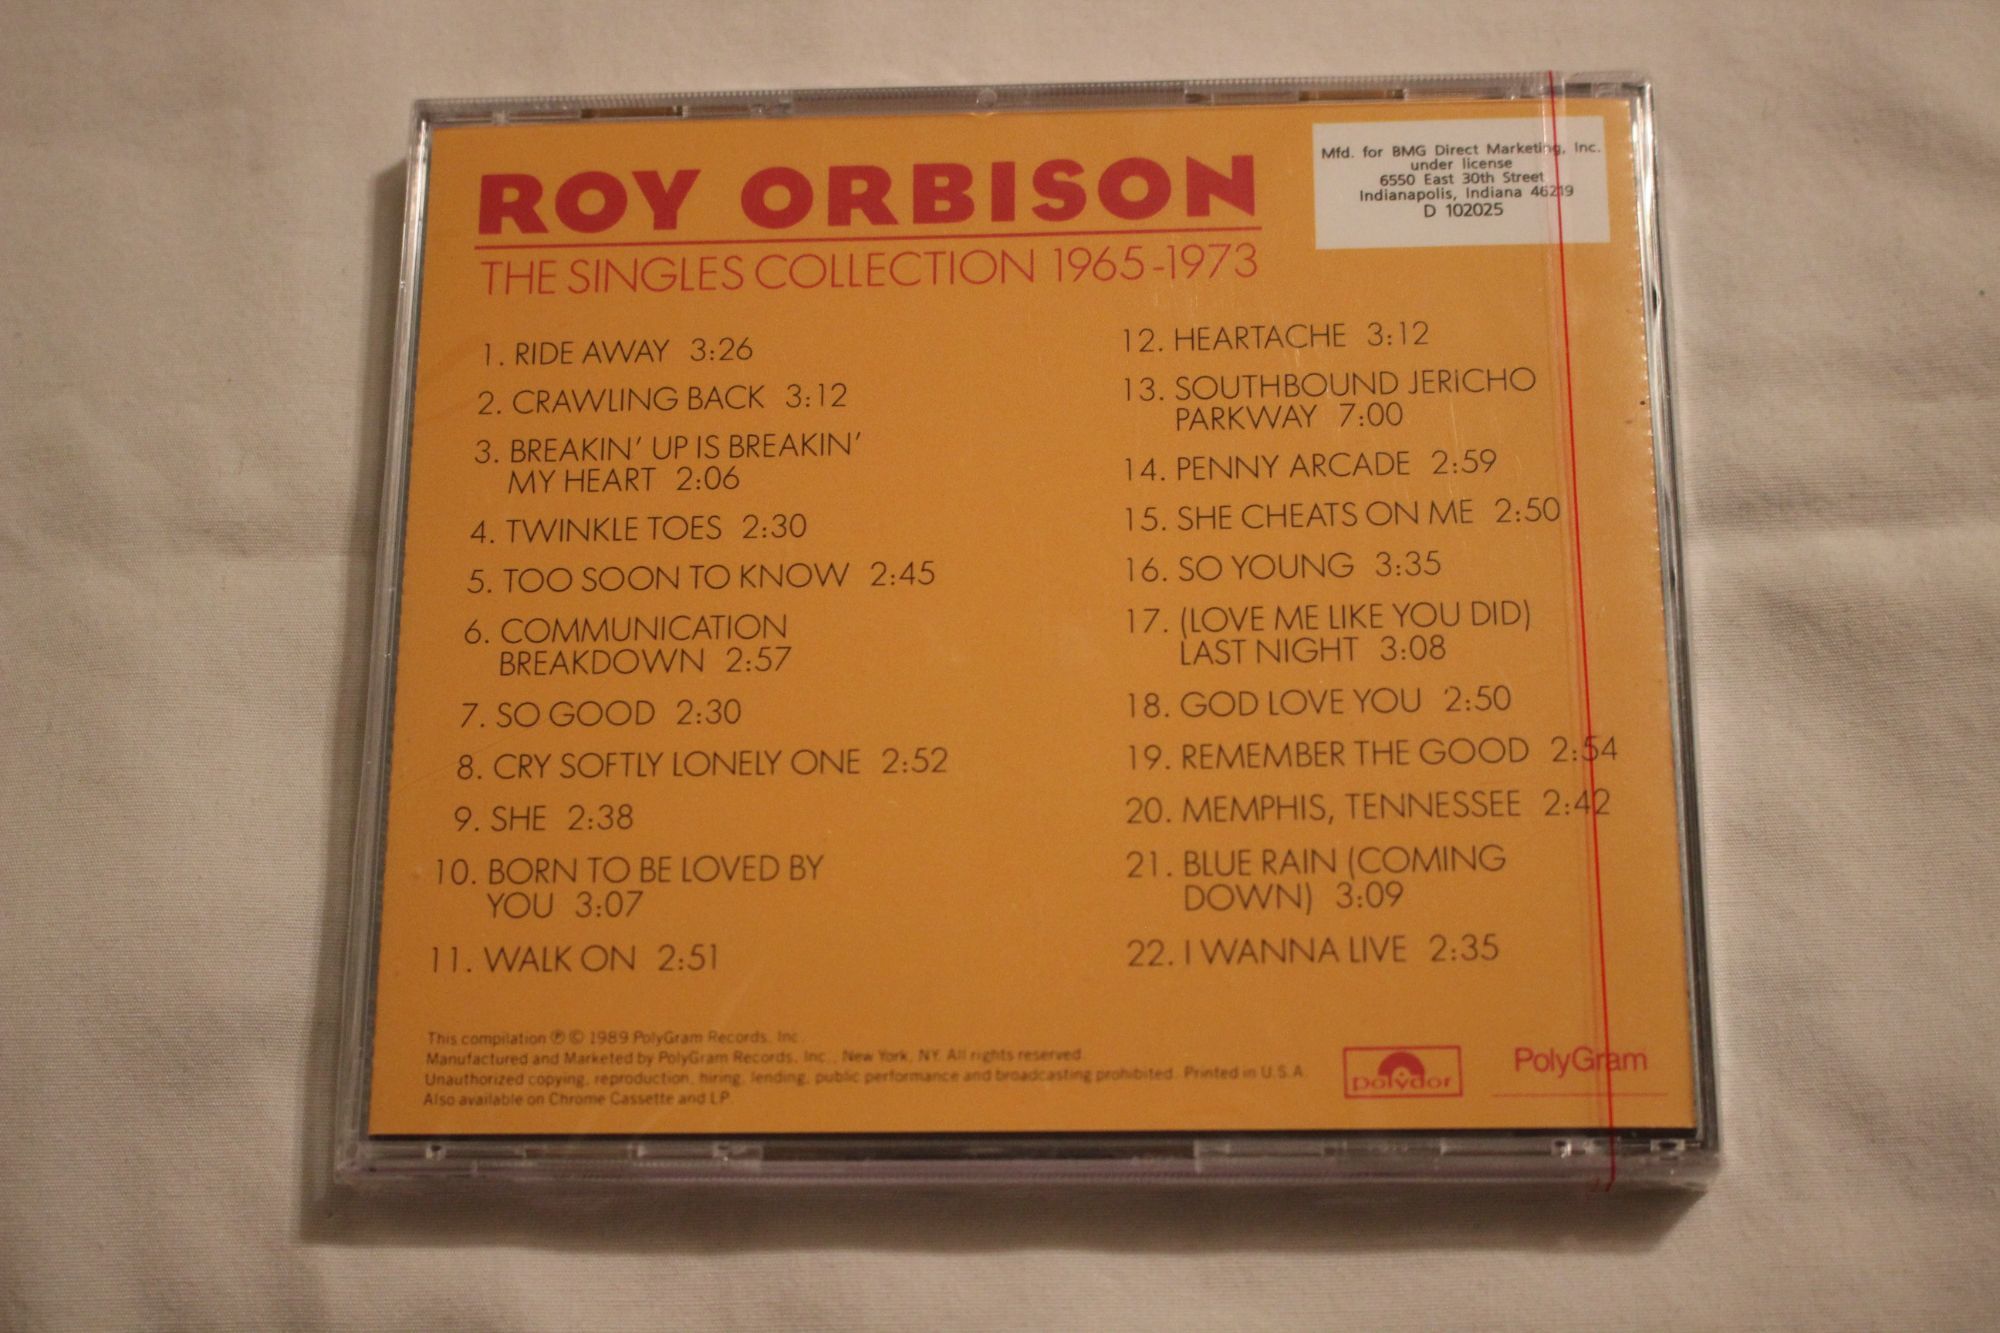 ROY ORBISON
THE SINGLES COLLECTION 1965-1973
Mfd. for BMG Direct Marketing, Inc.
under license
6550 East 30th Street
Indianapolis, Indiana 46219
D 102025
1. RIDE AWAY 3:26
2. CRAWLING BACK 3:12
3. BREAKIN' UP IS BREAKIN'
MY HEART 2:06
4. TWINKLE TOES 2:30
5. TOO SOON TO KNOW 2:45
6. COMMUNICATION
BREAKDOWN 2:57
7. SO GOOD 2:30
8. CRY SOFTLY LONELY ONE 2:52
9. SHE 2:38
10. BORN TO BE LOVED BY
YOU 3:07
11. WALK ON 2:51
12. HEARTACHE 3:12
13. SOUTHBOUND JERiCHO
PARKWAY 7:00
14. PENNY ARCADE 2:59
15. SHE CHEATS ON ME 2:50
16. SO YOUNG 3:35
17. (LOVE ME LIKE YOU DID)
LAST NIGHT 3:08
18. GOD LOVE YOU 2:50
19. REMEMBER THE GOOD 2:54
20. MEMPHIS, TENNESSEE 2:42
21. BLUE RAIN (COMING
DOWN) 3:09
22. I WANNA LIVE 2:35
This compilation ℗ © 1989 PolyGram Records, Inc.
Manufactured and Marketed by PolyGram Records, Inc., New York, NY. All rights reserved.
Unauthorized copying, reproduction, hiring, lending, public performance and broadcasting prohibited. Printed in U.S.A.
Also available on Chrome Cassette and LP
polydor
PolyGram